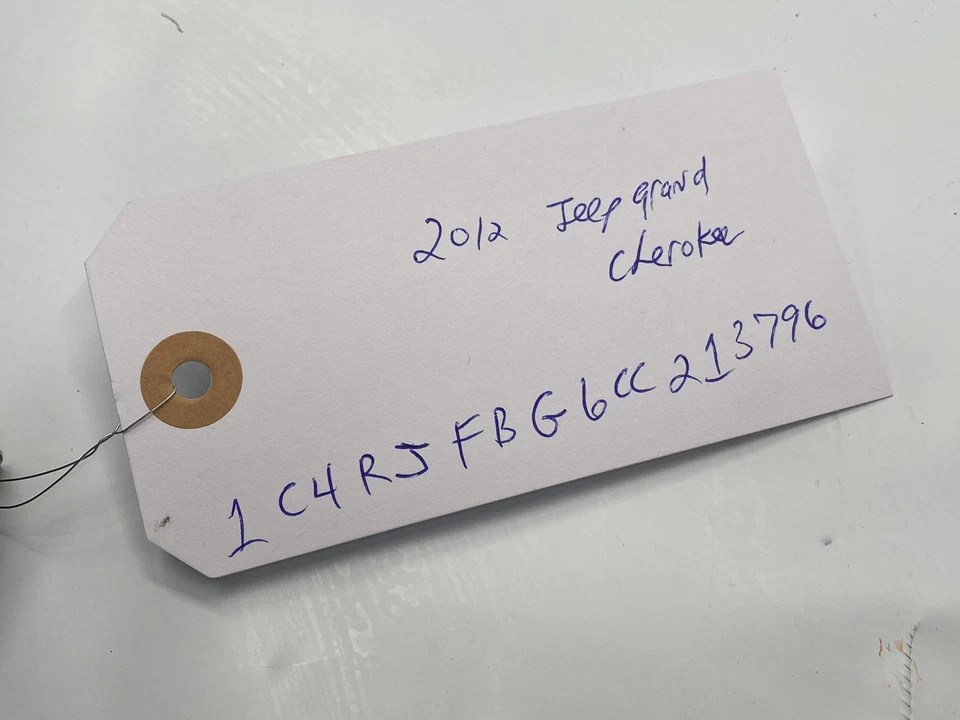 2012 Jeep grand
cherokee
1C4RJFBG6CC213796